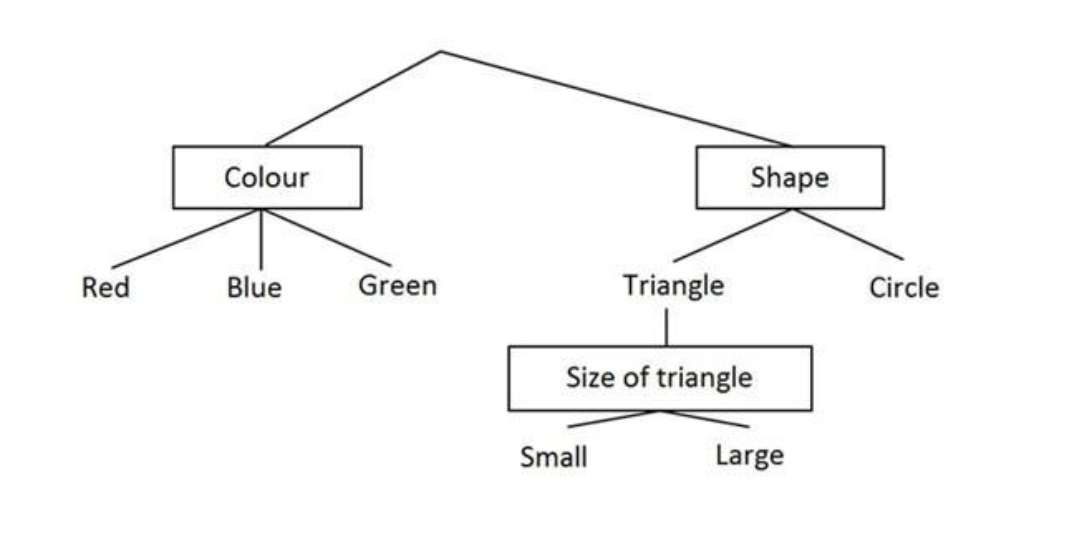 Colour
Shape
Red
Blue
Green
Triangle
Circle
Size of triangle
Small
Large